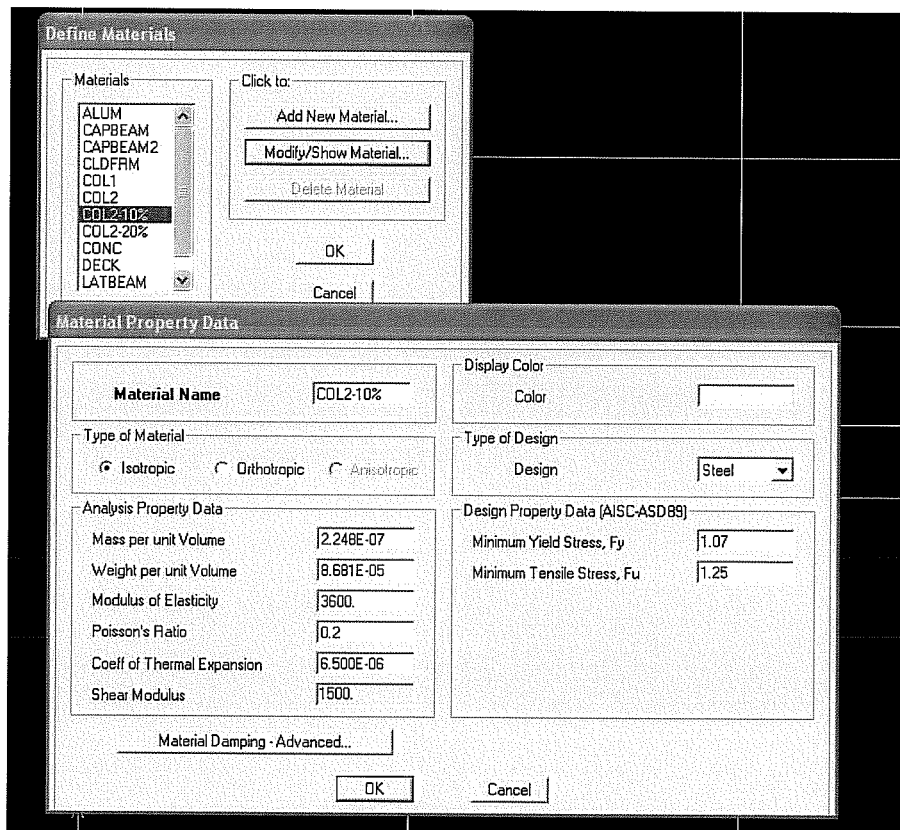 Define Materials
Materials
ALUM
CAPBEAM
CAPBEAM2
CLDFRM
COL1
COL2
COL2-10%
COL2-20%
CONC
DECK
LATBEAM
Click to:
Add New Material...
Modify/Show Material...
Delete Material
OK
Cancel
Material Property Data
Material Name COL2-10%
Display Color
Color
Type of Material
Isotropic Orthotropic Anisotropic
Type of Design
Design Steel
Analysis Property Data
Mass per unit Volume 2.248E-07
Weight per unit Volume 8.681E-05
Modulus of Elasticity 3600.
Poisson's Ratio 0.2
Coeff of Thermal Expansion 6.500E-06
Shear Modulus 1500.
Design Property Data (AISC-ASD89)
Minimum Yield Stress, Fy 1.07
Minimum Tensile Stress, Fu 1.25
Material Damping - Advanced...
OK Cancel